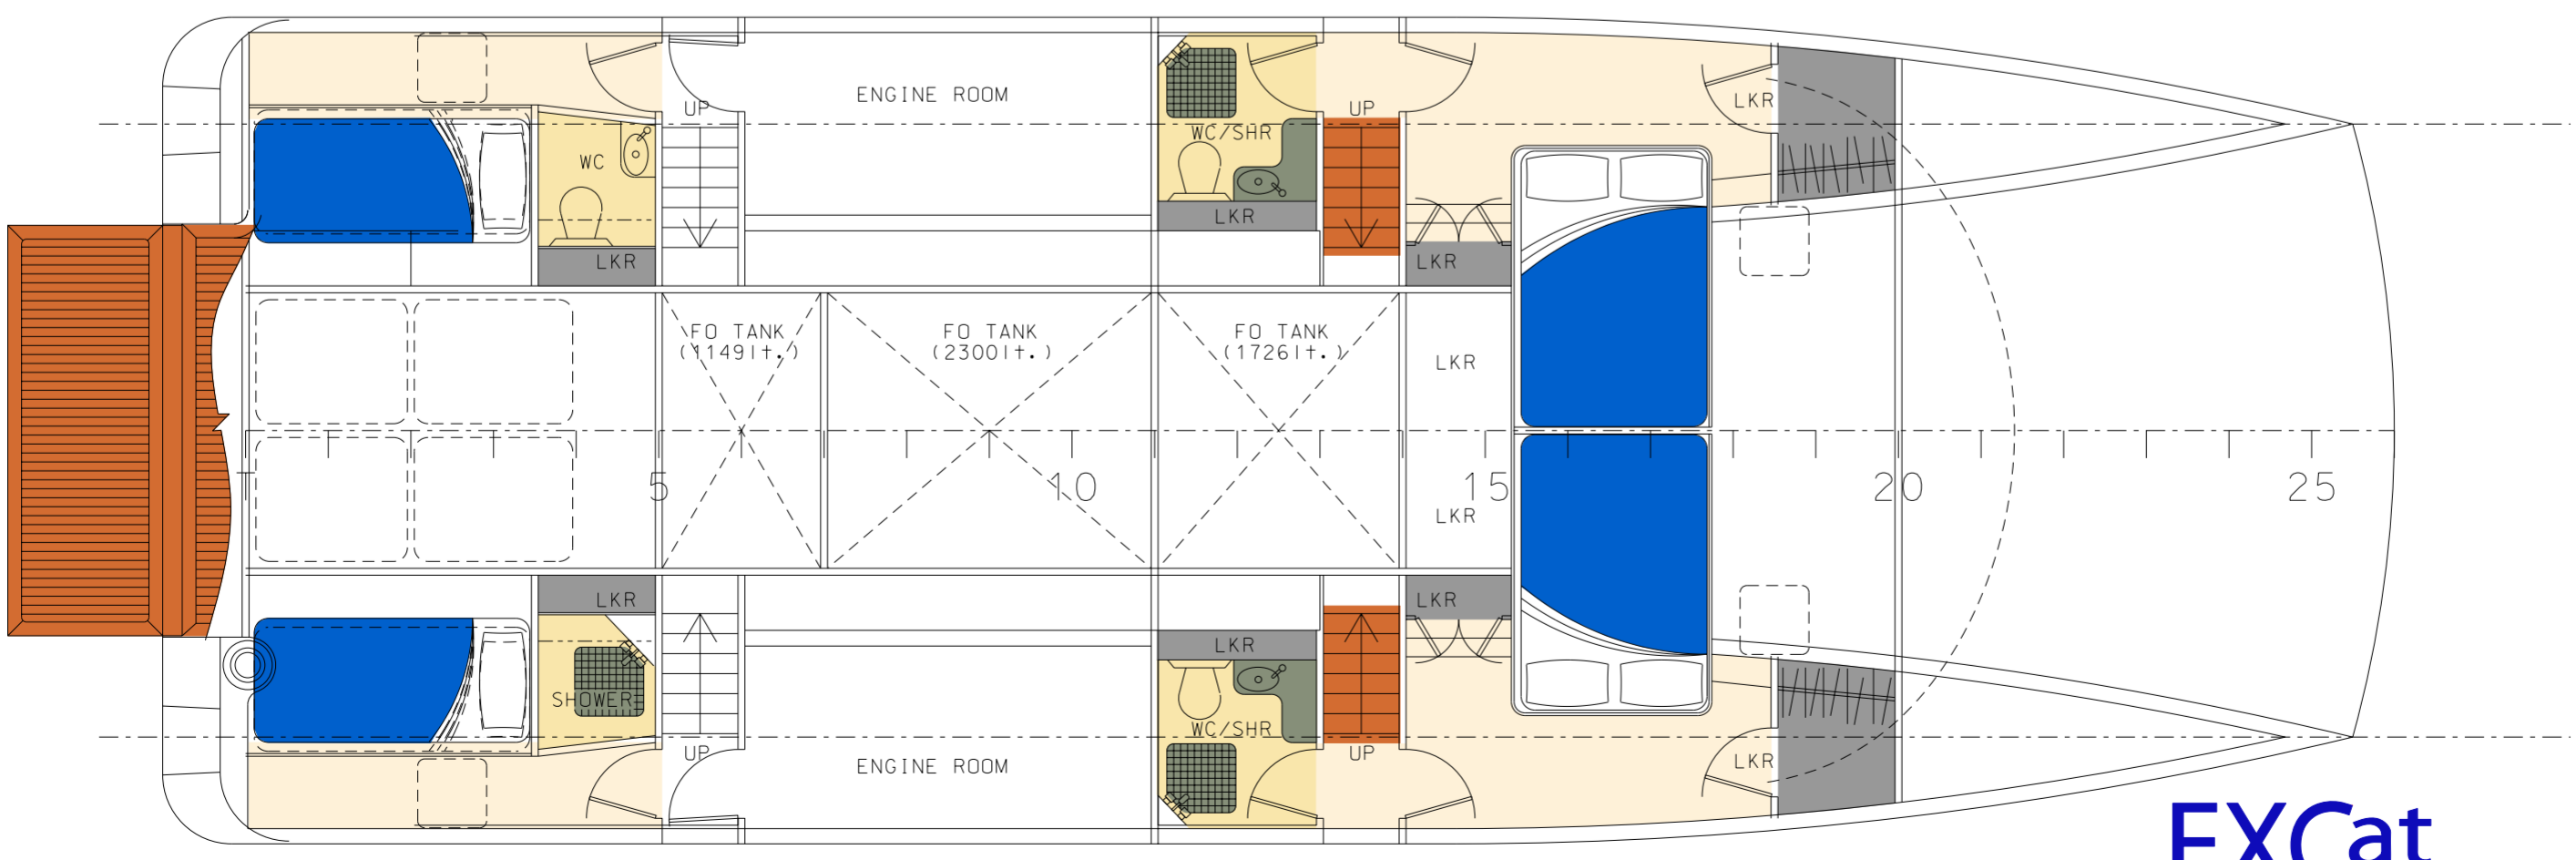 ENGINE ROOM
LKR
UP
UP
WC/SHR
WC
LKR
LKR
LKR
FO TANK
(1149lt.)
FO TANK
(2300lt.)
FO TANK
(1726lt.)
LKR
5
10
15
20
25
LKR
LKR
LKR
LKR
SHOWER
WC/SHR
UP
UP
ENGINE ROOM
LKR
EXCat